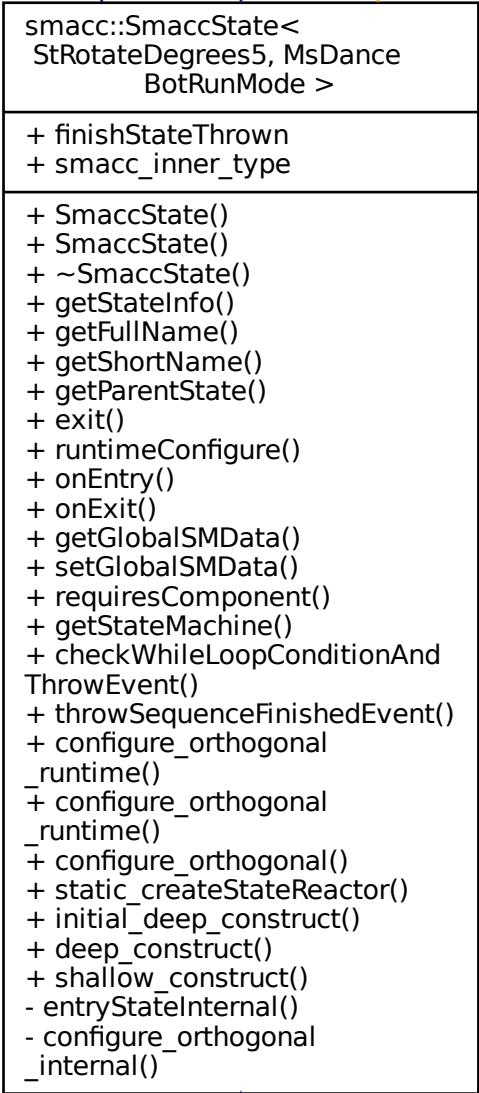 smacc::SmaccState<
StRotateDegrees5, MsDance
BotRunMode >
+ finishStateThrown
+ smacc_inner_type
+ SmaccState()
+ SmaccState()
+ ~SmaccState()
+ getStateInfo()
+ getFullName()
+ getShortName()
+ getParentState()
+ exit()
+ runtimeConfigure()
+ onEntry()
+ onExit()
+ getGlobalSMData()
+ setGlobalSMData()
+ requiresComponent()
+ getStateMachine()
+ checkWhileLoopConditionAnd
ThrowEvent()
+ throwSequenceFinishedEvent()
+ configure_orthogonal
_runtime()
+ configure_orthogonal
_runtime()
+ configure_orthogonal()
+ static_createStateReactor()
+ initial_deep_construct()
+ deep_construct()
+ shallow_construct()
- entryStateInternal()
- configure_orthogonal
_internal()